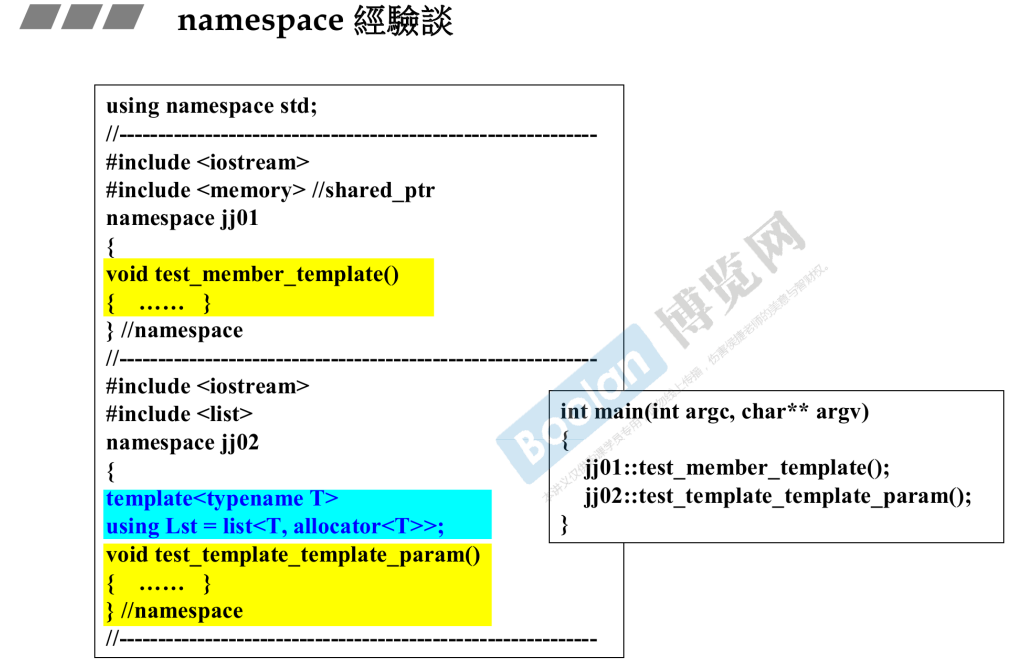 namespace 經驗談
using namespace std;
//--------------------------------------------------------------
#include <iostream>
#include <memory> //shared_ptr
namespace jj01
{
void test_member_template()
{ …… }
} //namespace
//--------------------------------------------------------------
#include <iostream>
#include <list>
namespace jj02
{
template<typename T>
using Lst = list<T, allocator<T>>;
void test_template_template_param()
{ …… }
} //namespace
//--------------------------------------------------------------
int main(int argc, char** argv)
{
jj01::test_member_template();
jj02::test_template_template_param();
}
Boolan 博览网